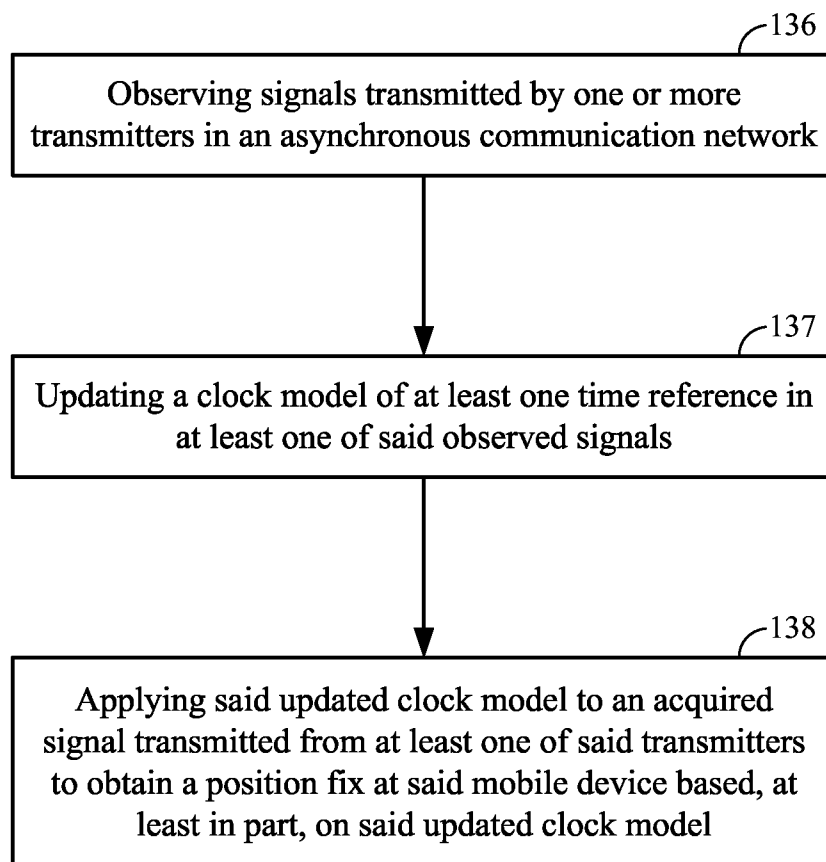 136
Observing signals transmitted by one or more
transmitters in an asynchronous communication network
137
Updating a clock model of at least one time reference in
at least one of said observed signals
138
Applying said updated clock model to an acquired
signal transmitted from at least one of said transmitters
to obtain a position fix at said mobile device based, at
least in part, on said updated clock model